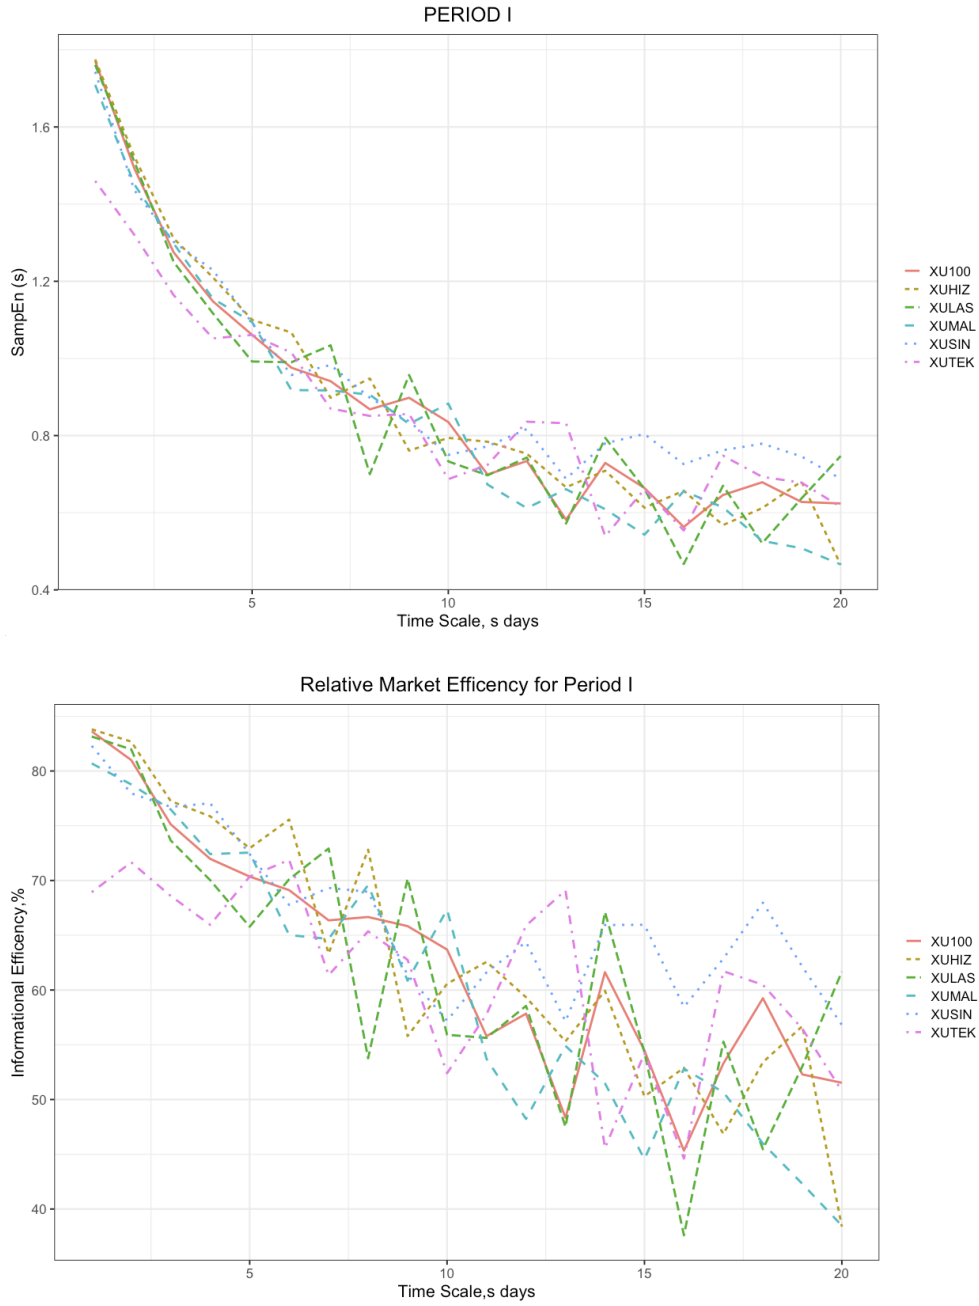 PERIOD I
SampEn (s)
1.6
1.2
0.8
0.4
5
10
15
20
Time Scale, s days
XU100
XUHIZ
XULAS
XUMAL
XUSIN
XUTEK
Relative Market Efficency for Period I
Informational Efficency,%
80
70
60
50
40
5
10
15
20
Time Scale,s days
XU100
XUHIZ
XULAS
XUMAL
XUSIN
XUTEK